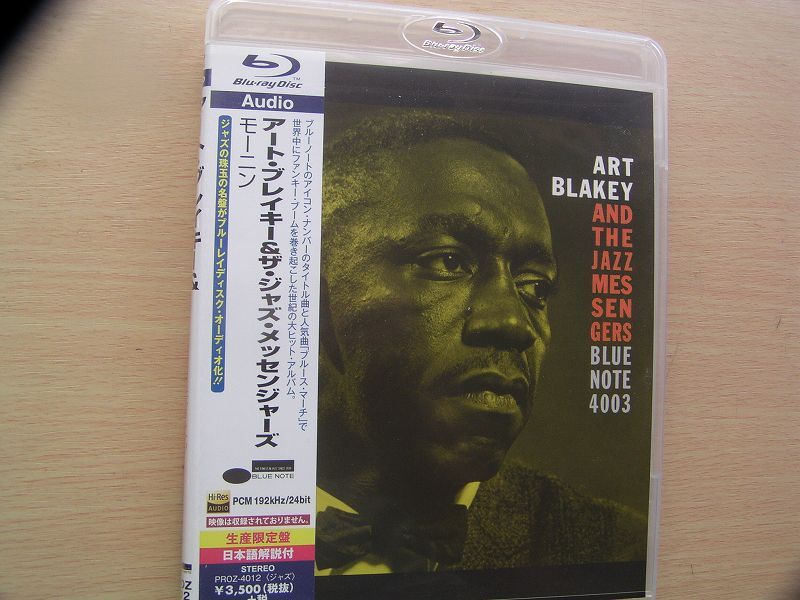 Blu-ray Disc
Blu-ray Disc™
Audio
ブルーノートのアイコン・ナンバーのタイトル曲と人気曲「ブルース・マーチ」で
世界中にファンキー・ブームを巻き起こした世紀の大ヒット・アルバム。
アート・ブレイキー&ザ・ジャズ・メッセンジャーズ
モーニン
ジャズの珠玉の名盤がブルーレイディスク・オーディオ化!!
THE FINEST IN JAZZ SINCE 1939
BLUE NOTE
Hi-Res
AUDIO
PCM 192kHz/24bit
映像は収録されておりません。
生産限定盤
日本語解説付
STEREO
PROZ-4012〈ジャズ〉
¥3,500(税抜)
+税
ART
BLAKEY
AND
THE
JAZZ
MES
SEN
GERS
BLUE
NOTE
4003